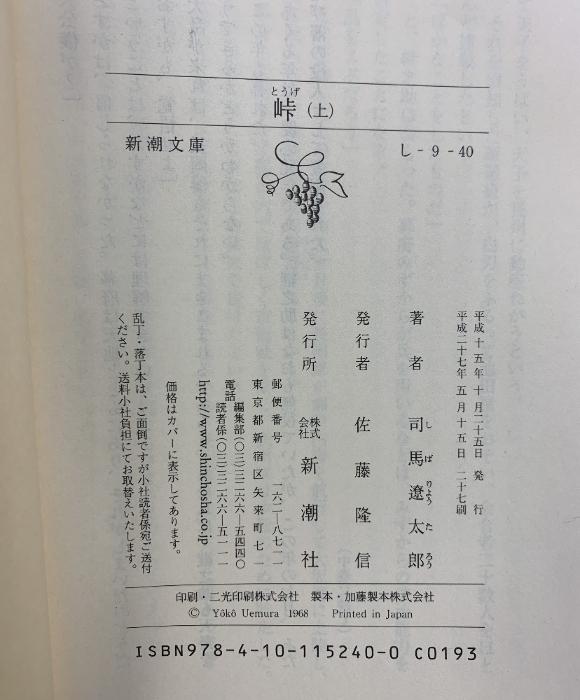 とうげ
峠（上）
新潮文庫
し - 9 - 40
平成十五年十月二十五日　発行
平成二十七年五月十五日　二十七刷
著者　司馬遼太郎
しばりょうたろう
発行者　佐藤隆信
発行所　株式会社　新潮社
郵便番号　一六二―八七一一
東京都新宿区矢来町七一
電話　編集部（〇三）三二六六―五四四〇
読者係（〇三）三二六六―五一一一
http://www.shinchosha.co.jp
価格はカバーに表示してあります。
乱丁・落丁本は、ご面倒ですが小社読者係宛ご送付
ください。送料小社負担にてお取替えいたします。
印刷・二光印刷株式会社　製本・加藤製本株式会社
© Yôkô Uemura 1968　Printed in Japan
ISBN978-4-10-115240-0 C0193